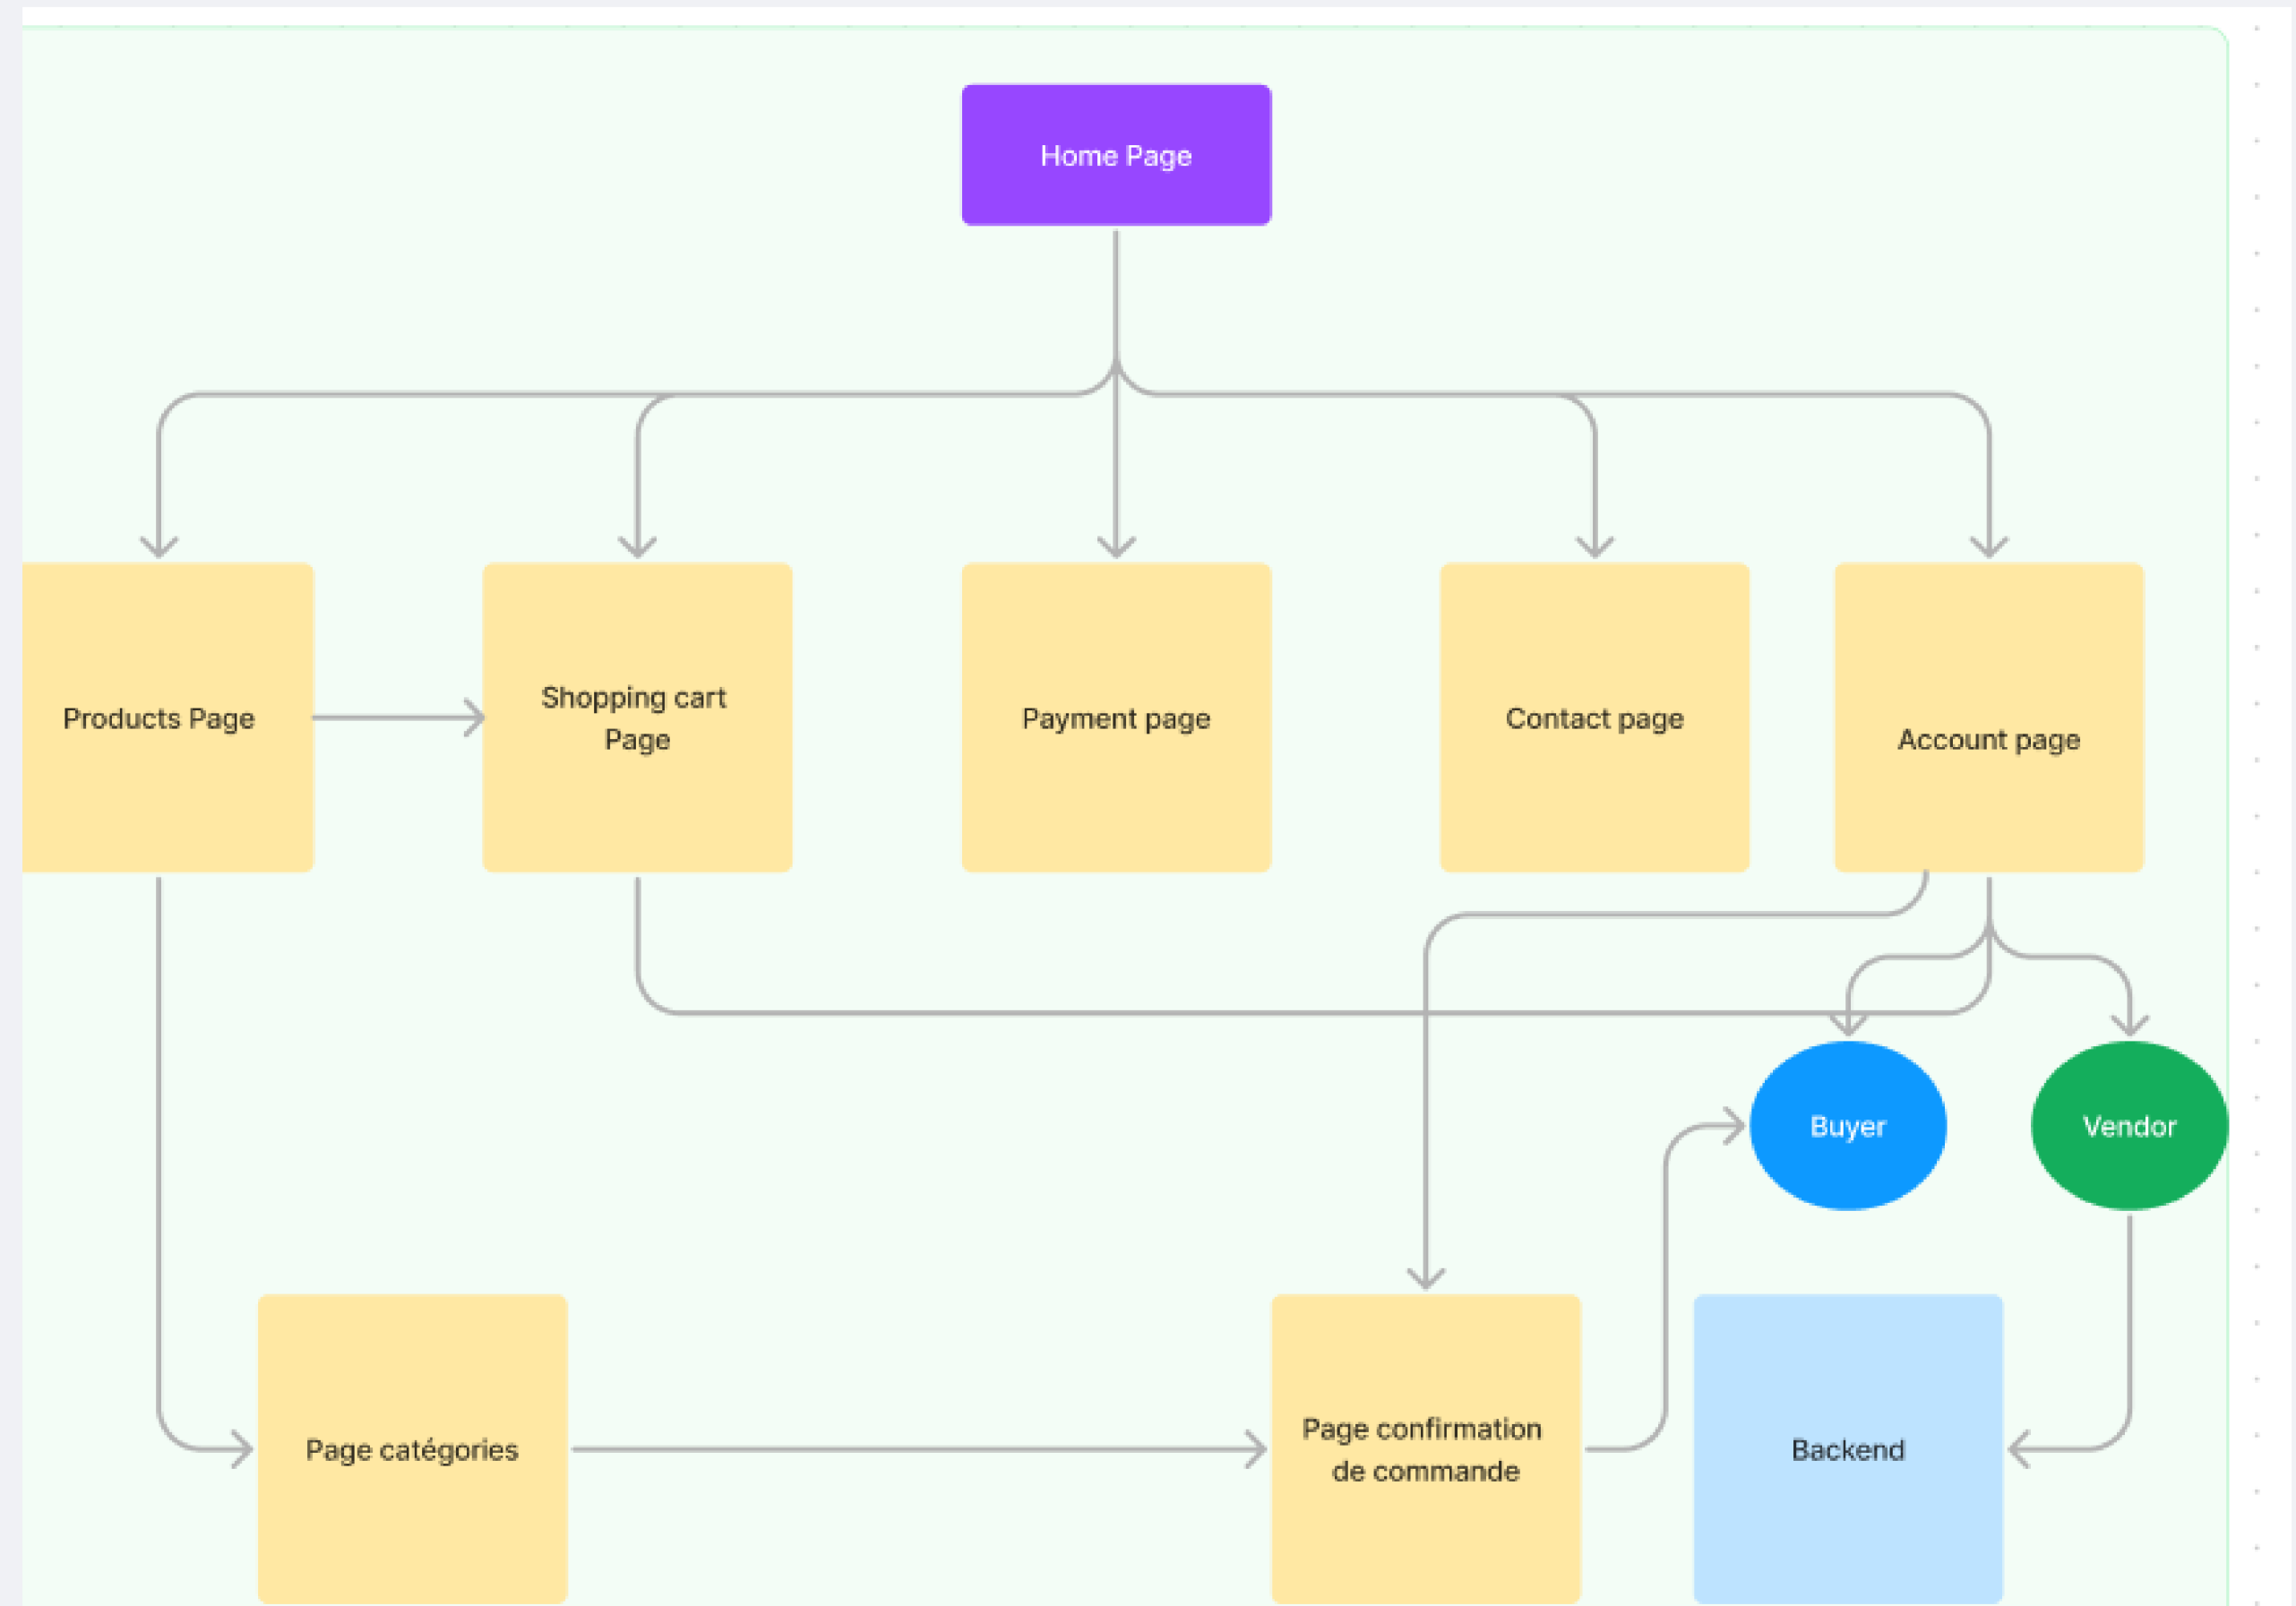 Home Page
Products Page
Shopping cart
Page
Payment page
Contact page
Account page
Buyer
Vendor
Page catégories
Page confirmation
de commande
Backend